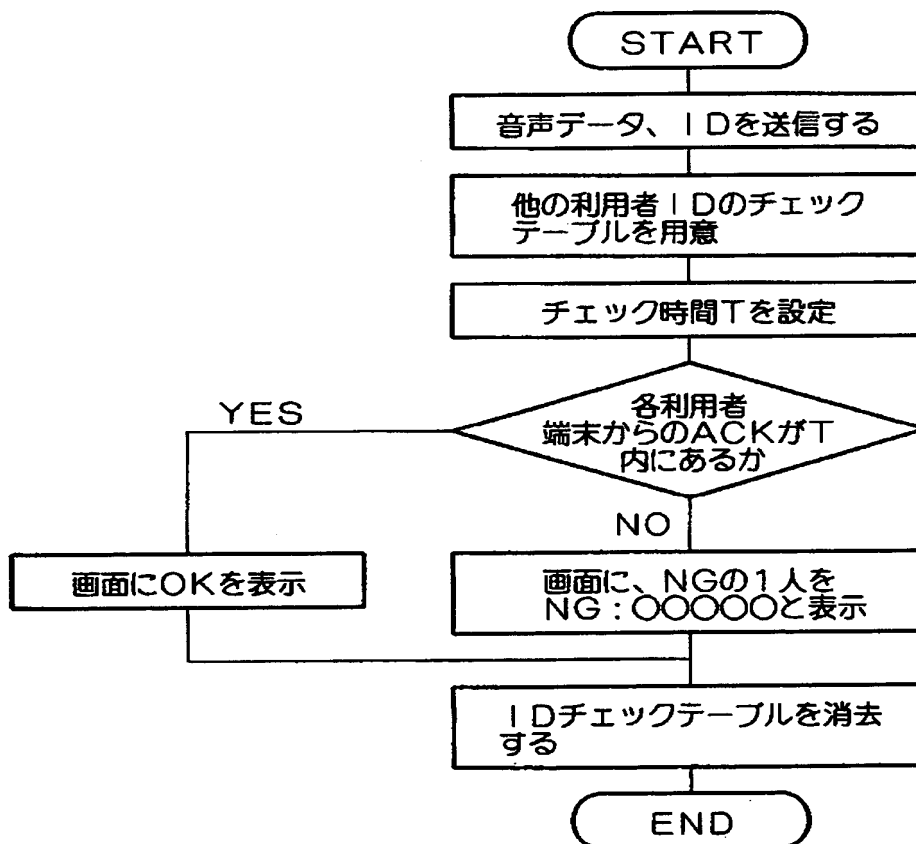 START
音声データ、IDを送信する
他の利用者IDのチェック
テーブルを用意
チェック時間Tを設定
各利用者
端末からのACKがT
内にあるか
YES
NO
画面にOKを表示
画面に、NGの1人を
NG:○○○○○と表示
IDチェックテーブルを消去
する
END